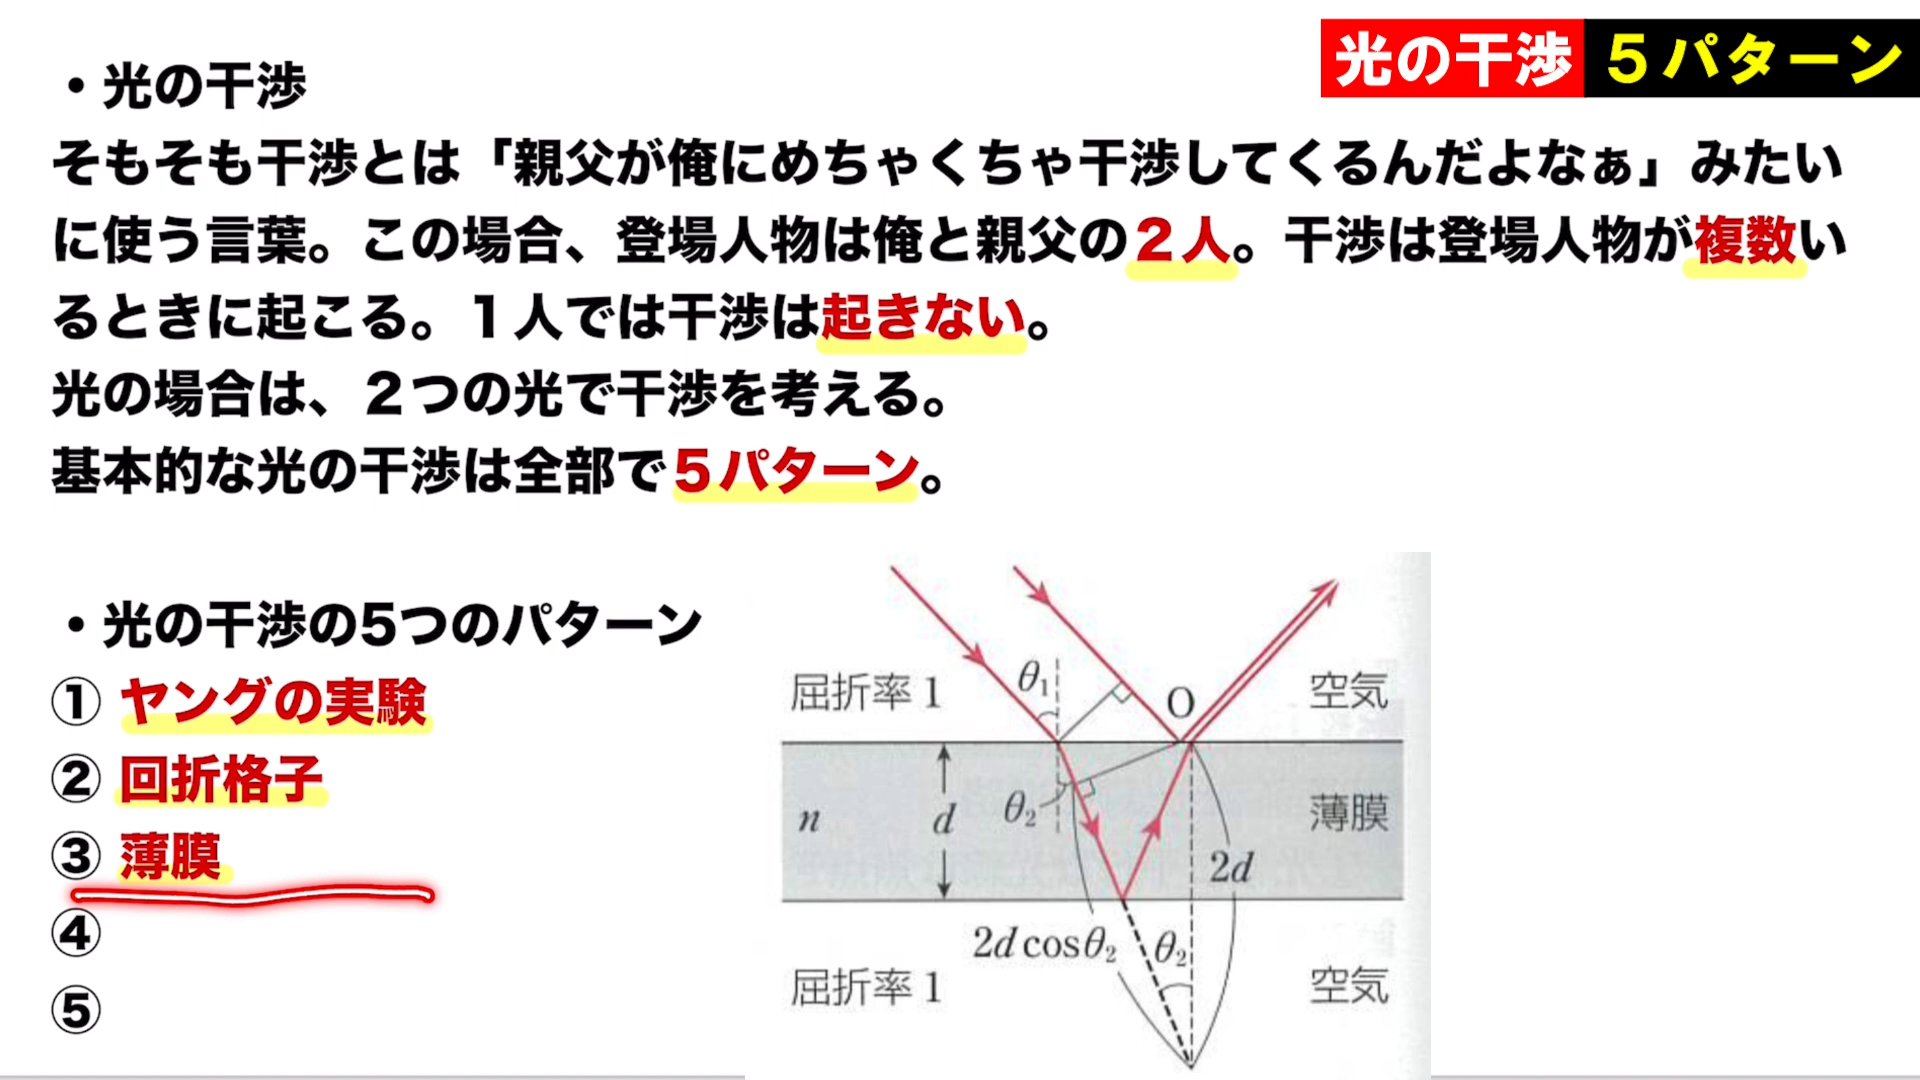 光の干渉 5パターン
・光の干渉
そもそも干渉とは「親父が俺にめちゃくちゃ干渉してくるんだよなぁ」みたい
に使う言葉。この場合、登場人物は俺と親父の2人。干渉は登場人物が複数い
るときに起こる。1人では干渉は起きない。
光の場合は、2つの光で干渉を考える。
基本的な光の干渉は全部で5パターン。
・光の干渉の5つのパターン
① ヤングの実験
② 回折格子
③ 薄膜
④
⑤
屈折率1
θ₁
O
空気
n
d
θ₂
薄膜
2d
2d cosθ₂
θ₂
屈折率1
空気